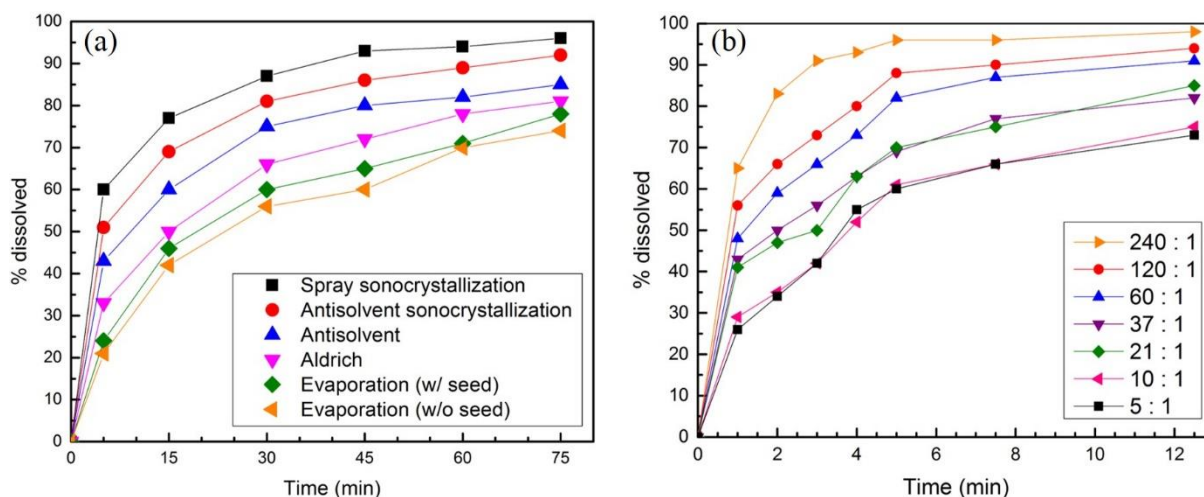 (a)
% dissolved
100
90
80
70
60
50
40
30
20
10
0
Spray sonocrystallization
Antisolvent sonocrystallization
Antisolvent
Aldrich
Evaporation (w/ seed)
Evaporation (w/o seed)
0 15 30 45 60 75
Time (min)
(b)
% dissolved
100
90
80
70
60
50
40
30
20
10
0
240 : 1
120 : 1
60 : 1
37 : 1
21 : 1
10 : 1
5 : 1
0 2 4 6 8 10 12
Time (min)